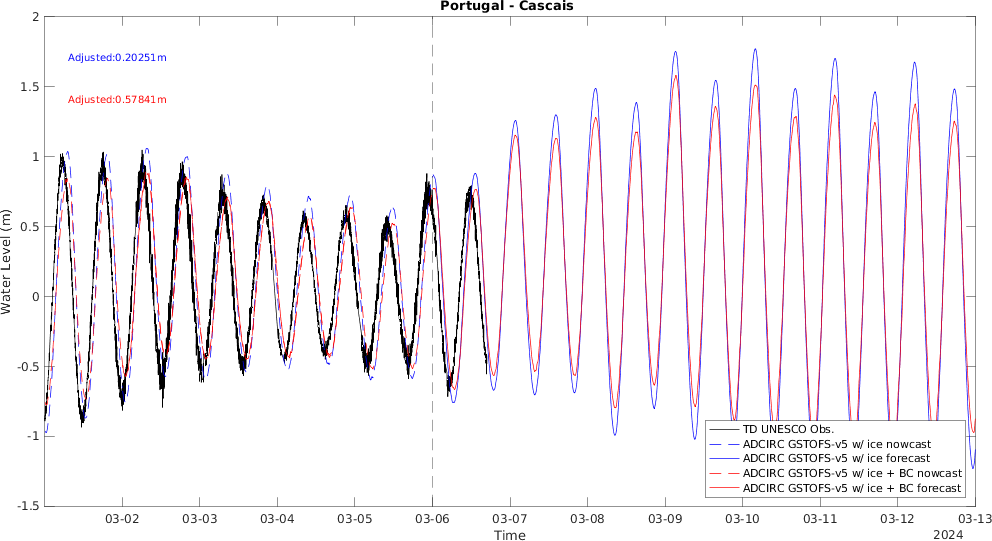 Portugal - Cascais
Adjusted:0.20251m
Adjusted:0.57841m
Water Level (m)
2
1.5
1
0.5
0
-0.5
-1
-1.5
TD UNESCO Obs.
ADCIRC GSTOFS-v5 w/ ice nowcast
ADCIRC GSTOFS-v5 w/ ice forecast
ADCIRC GSTOFS-v5 w/ ice + BC nowcast
ADCIRC GSTOFS-v5 w/ ice + BC forecast
03-02 03-03 03-04 03-05 03-06 03-07 03-08 03-09 03-10 03-11 03-12 03-13
Time
2024